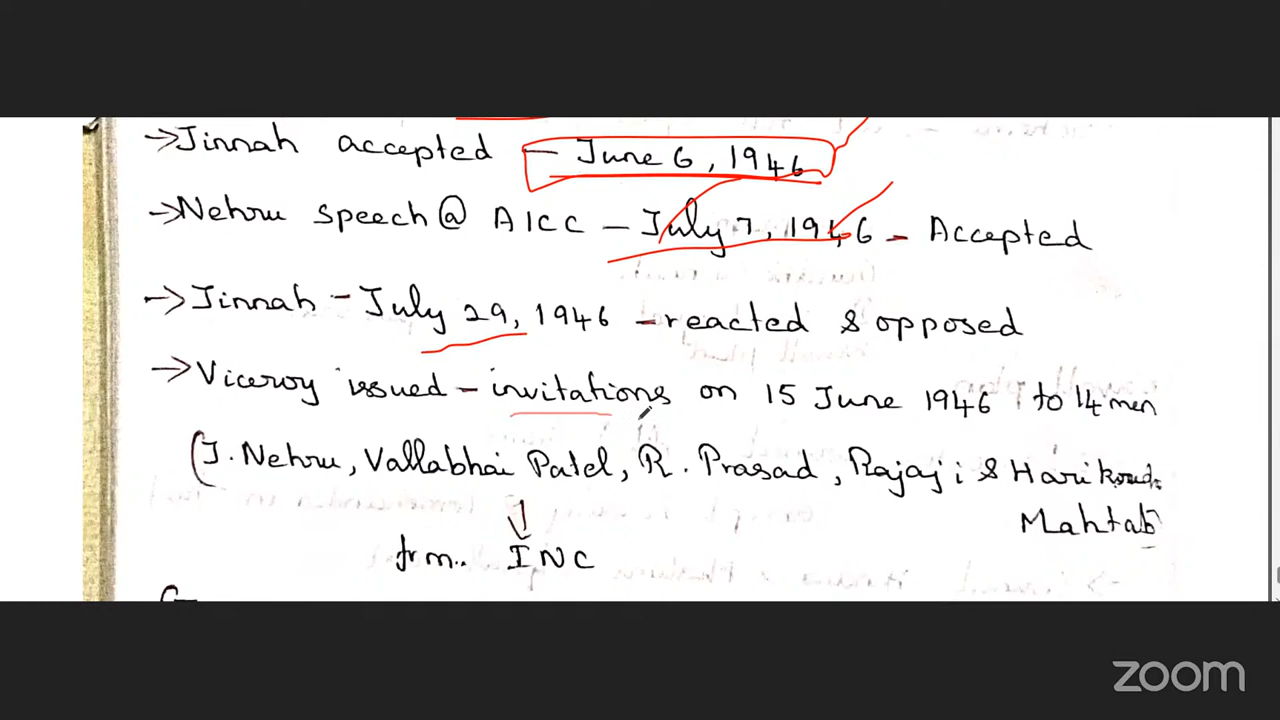 →Jinnah accepted — June 6, 1946
→Nehru speech @ AICC — July 7, 1946 - Accepted
→Jinnah - July 29, 1946 - reacted & opposed
→Viceroy issued - invitations on 15 June 1946 to 14 men
(J. Nehru, Vallabhai Patel, R. Prasad, Rajaji & Harikrud.
Mahtab
↓
frm.. INC
zoom